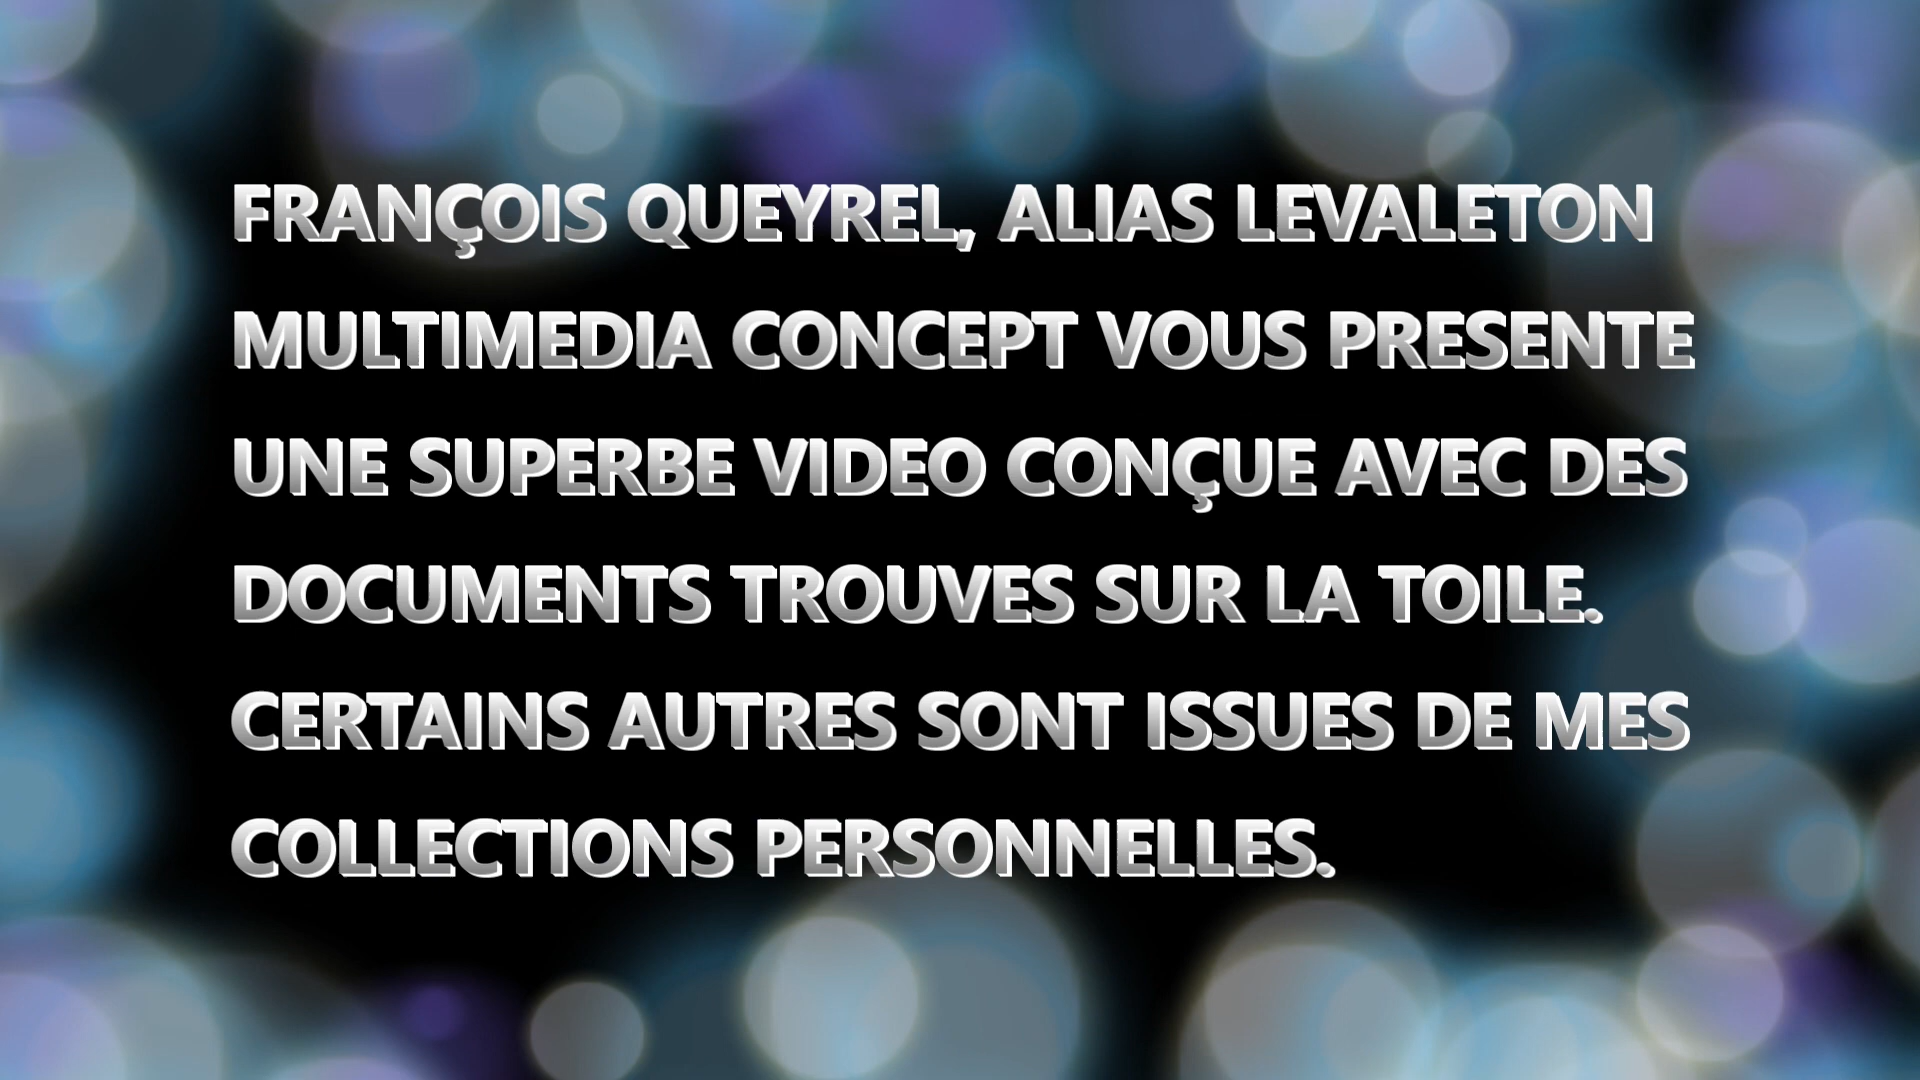 FRANÇOIS QUEYREL, ALIAS LEVALETON
MULTIMEDIA CONCEPT VOUS PRESENTE
UNE SUPERBE VIDEO CONÇUE AVEC DES
DOCUMENTS TROUVES SUR LA TOILE.
CERTAINS AUTRES SONT ISSUES DE MES
COLLECTIONS PERSONNELLES.